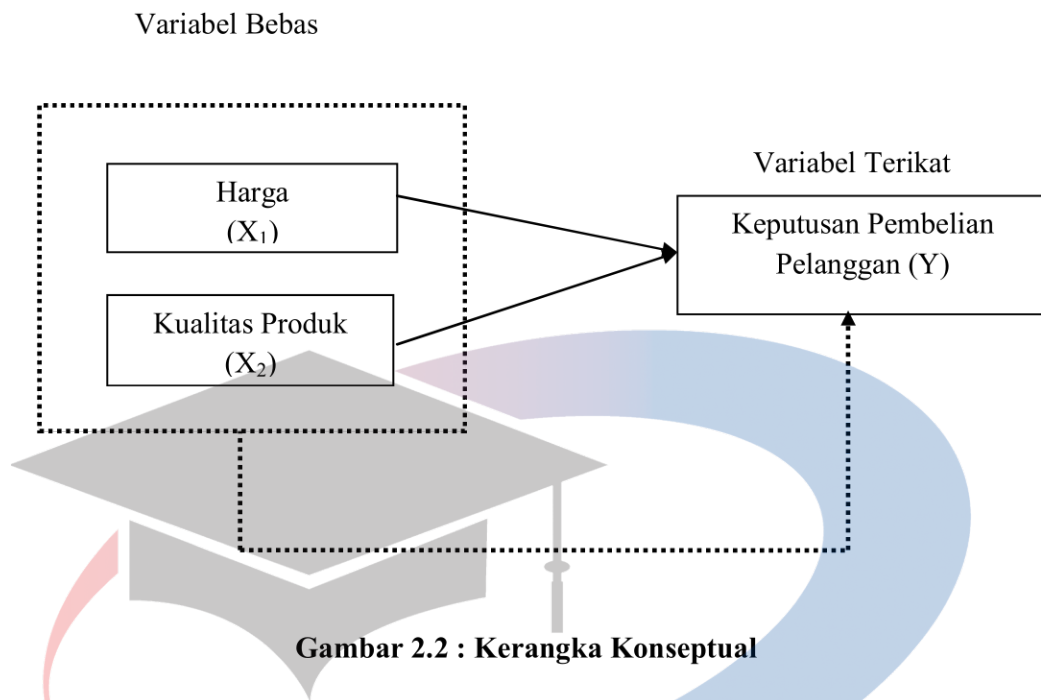 Variabel Bebas
Harga
(X₁)
Variabel Terikat
Keputusan Pembelian
Pelanggan (Y)
Kualitas Produk
(X₂)
Gambar 2.2 : Kerangka Konseptual